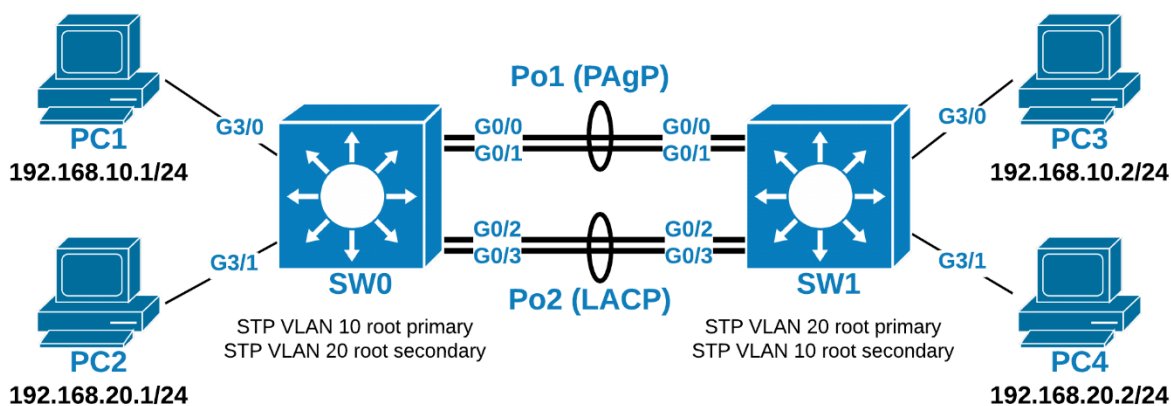 Po1 (PAgP)
G3/0
G0/0
G0/0
G3/0
PC1
G0/1
G0/1
PC3
192.168.10.1/24
192.168.10.2/24
G0/2
G0/2
G3/1
G0/3
G0/3
G3/1
SW0
Po2 (LACP)
SW1
STP VLAN 10 root primary
STP VLAN 20 root secondary
STP VLAN 20 root primary
STP VLAN 10 root secondary
PC2
PC4
192.168.20.1/24
192.168.20.2/24